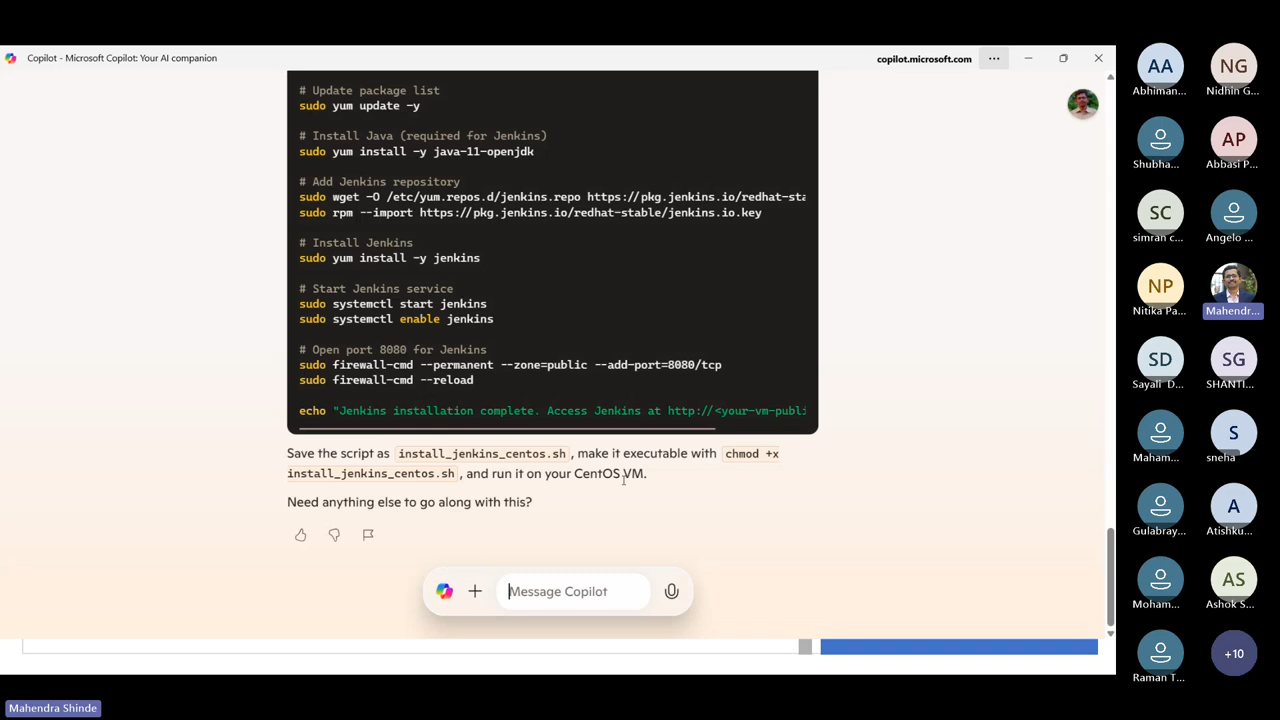 Copilot - Microsoft Copilot: Your AI companion
copilot.microsoft.com
# Update package list
sudo yum update -y
# Install Java (required for Jenkins)
sudo yum install -y java-11-openjdk
# Add Jenkins repository
sudo wget -O /etc/yum.repos.d/jenkins.repo https://pkg.jenkins.io/redhat-sta
sudo rpm --import https://pkg.jenkins.io/redhat-stable/jenkins.io.key
# Install Jenkins
sudo yum install -y jenkins
# Start Jenkins service
sudo systemctl start jenkins
sudo systemctl enable jenkins
# Open port 8080 for Jenkins
sudo firewall-cmd --permanent --zone=public --add-port=8080/tcp
sudo firewall-cmd --reload
echo "Jenkins installation complete. Access Jenkins at http://<your-vm-publi
Save the script as install_jenkins_centos.sh, make it executable with chmod +x
install_jenkins_centos.sh, and run it on your CentOS VM.
Need anything else to go along with this?
Message Copilot
AA NG
Abhiman... Nidhin G...
AP
Shubha... Abbasi P...
SC
simran c... Angelo ...
NP
Nitika Pa... Mahendr...
SD SG
Sayali D... SHANTI...
S
Maham... sneha
A
Gulabray... Atishku...
AS
Moham... Ashok S...
+10
Raman T...
Mahendra Shinde